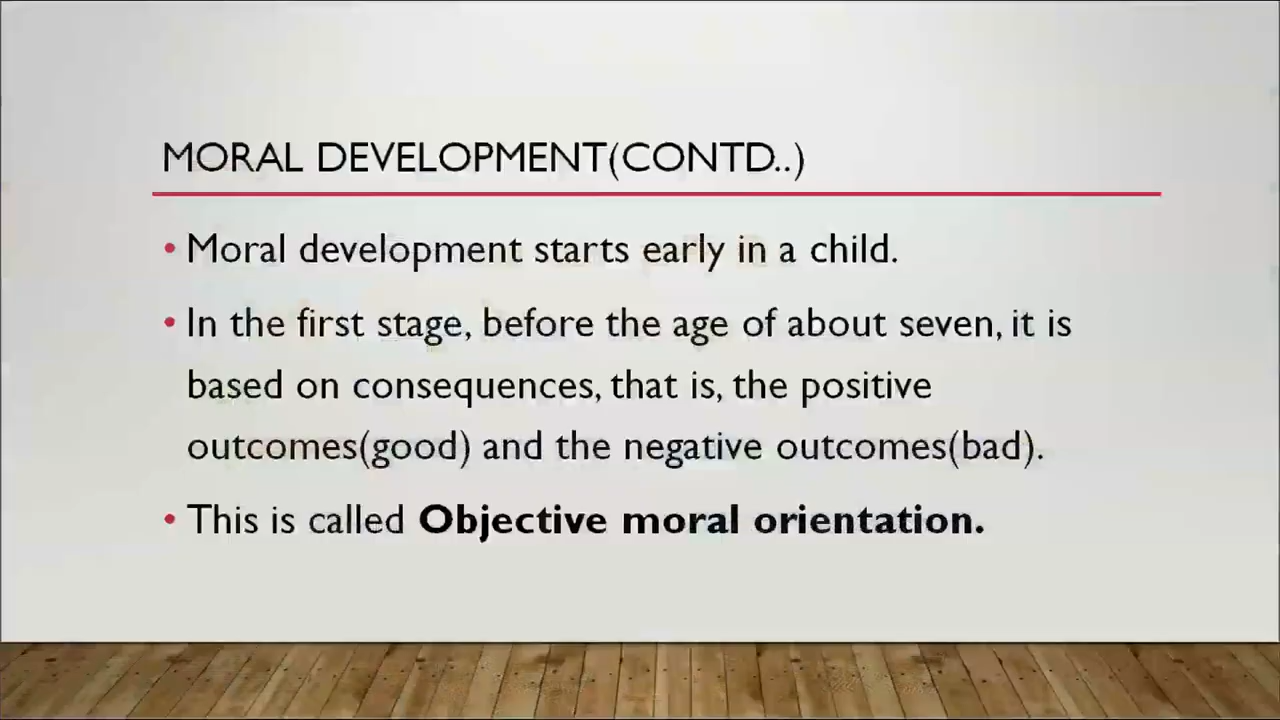 MORAL DEVELOPMENT(CONTD..)
• Moral development starts early in a child.
• In the first stage, before the age of about seven, it is
based on consequences, that is, the positive
outcomes(good) and the negative outcomes(bad).
• This is called Objective moral orientation.